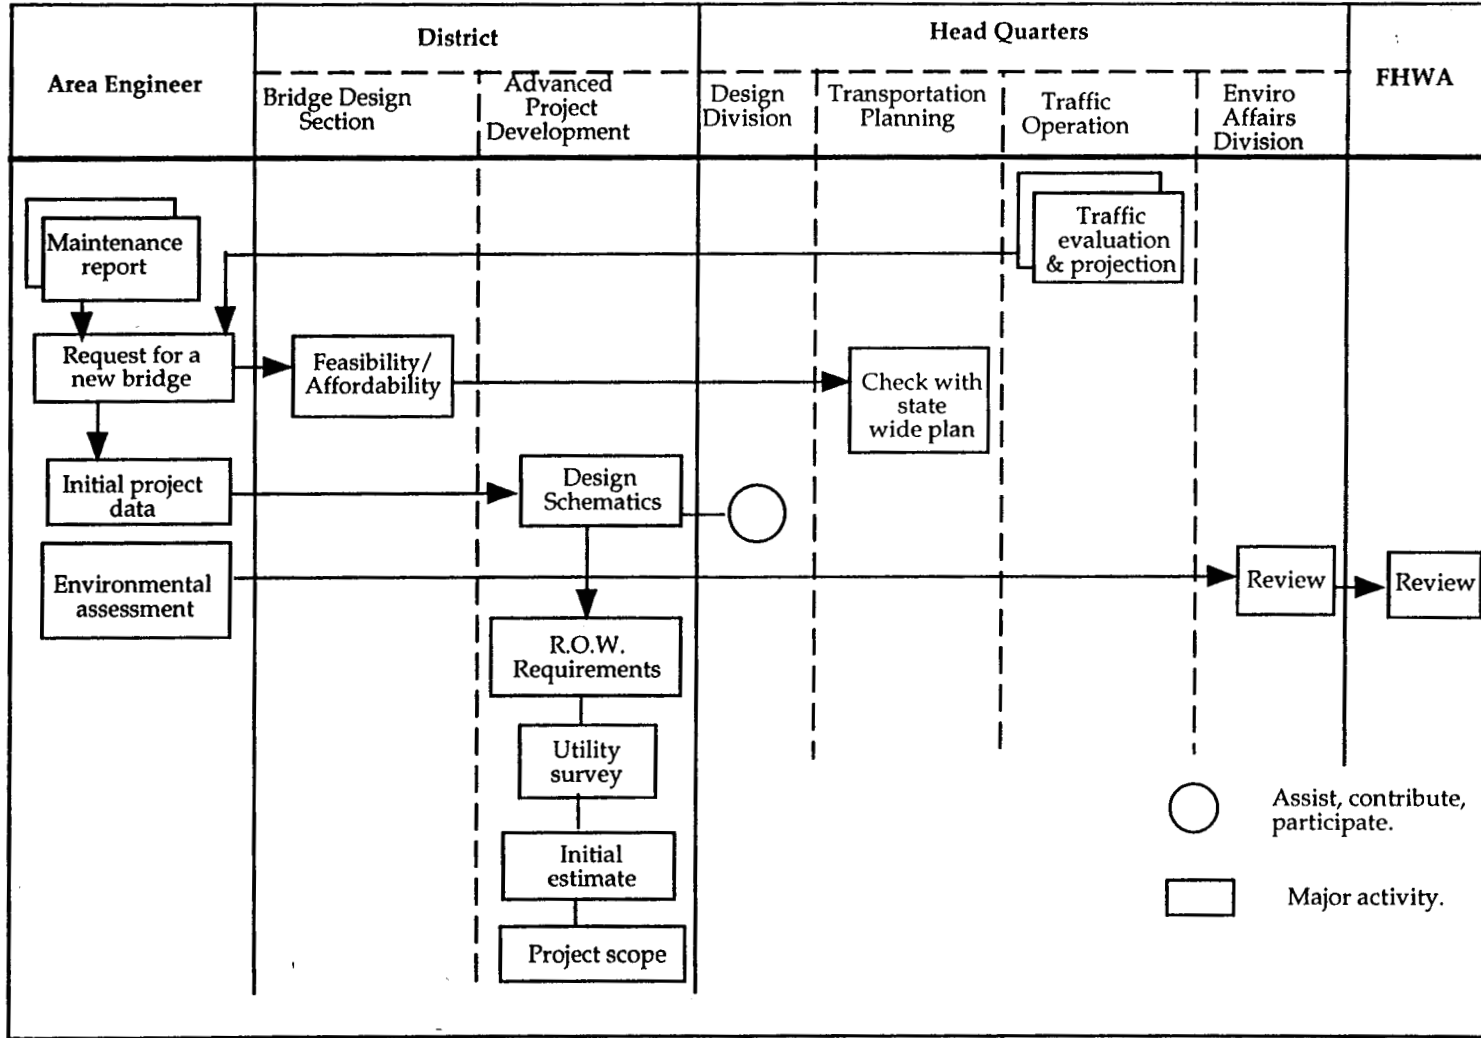 District
Head Quarters
Area Engineer
FHWA
Bridge Design
Section
Advanced
Project
Development
Design
Division
Transportation
Planning
Traffic
Operation
Enviro
Affairs
Division
Maintenance
report
Traffic
evaluation
& projection
Request for a
new bridge
Feasibility/
Affordability
Check with
state
wide plan
Initial project
data
Design
Schematics
Environmental
assessment
Review
Review
R.O.W.
Requirements
Utility
survey
Initial
estimate
Project scope
Assist, contribute,
participate.
Major activity.